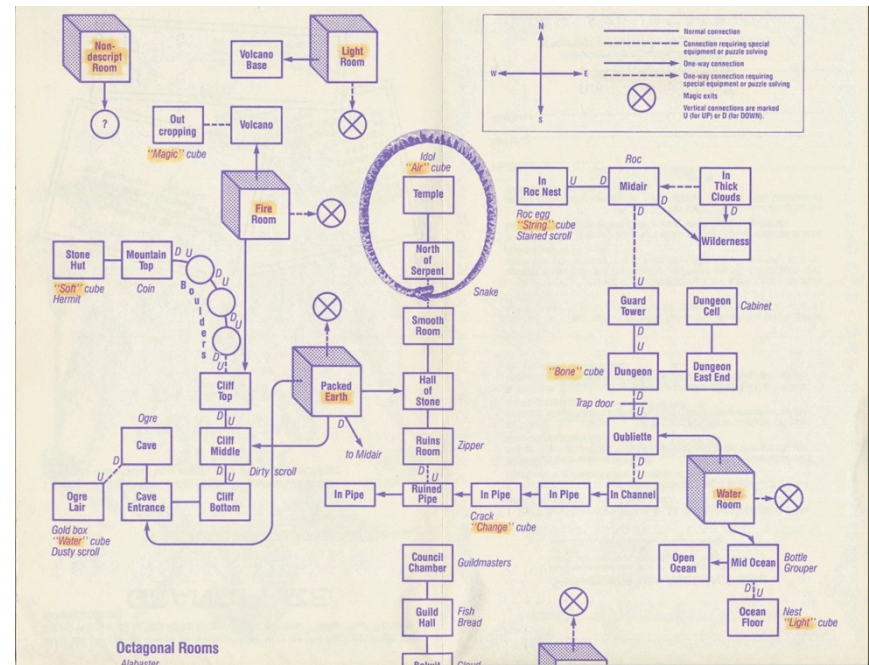 Non-
descript
Room
?
Volcano
Base
Light
Room
N
W
E
S
Normal connection
Connection requiring special
equipment or puzzle solving
One-way connection
One-way connection requiring
special equipment or puzzle solving
Magic exits
Vertical connections are marked
U (for UP) or D (for DOWN).
Out
cropping
Volcano
"Magic" cube
Fire
Room
Idol
"Air" cube
Temple
North
of
Serpent
Snake
Smooth
Room
Hall
of
Stone
Ruins
Room
Zipper
D U
Ruined
Pipe
In Pipe
In Pipe
In Pipe
In Channel
Crack
"Change" cube
Roc
In
Roc Nest
U D
Midair
In
Thick
Clouds
D
D
D
Wilderness
Roc egg
"String" cube
Stained scroll
U
Guard
Tower
D
U
Dungeon
Cell
Cabinet
"Bone" cube
Dungeon
Dungeon
East End
Trap door
D
U
Oubliette
D
U
Stone
Hut
Mountain
Top
D U
D U
D U
D U
Boulders
"Soft" cube
Hermit
Coin
Cliff
Top
D U
Packed
Earth
D
to Midair
Ogre
Cave
Cliff
Middle
Dirty scroll
D
U
D U
Ogre
Lair
Cave
Entrance
Cliff
Bottom
Gold box
"Water" cube
Dusty scroll
Water
Room
Open
Ocean
Mid Ocean
Bottle
Grouper
D U
Ocean
Floor
Nest
"Light" cube
Council
Chamber
Guildmasters
Guild
Hall
Fish
Bread
Octagonal Rooms
Alabaster
Cloud